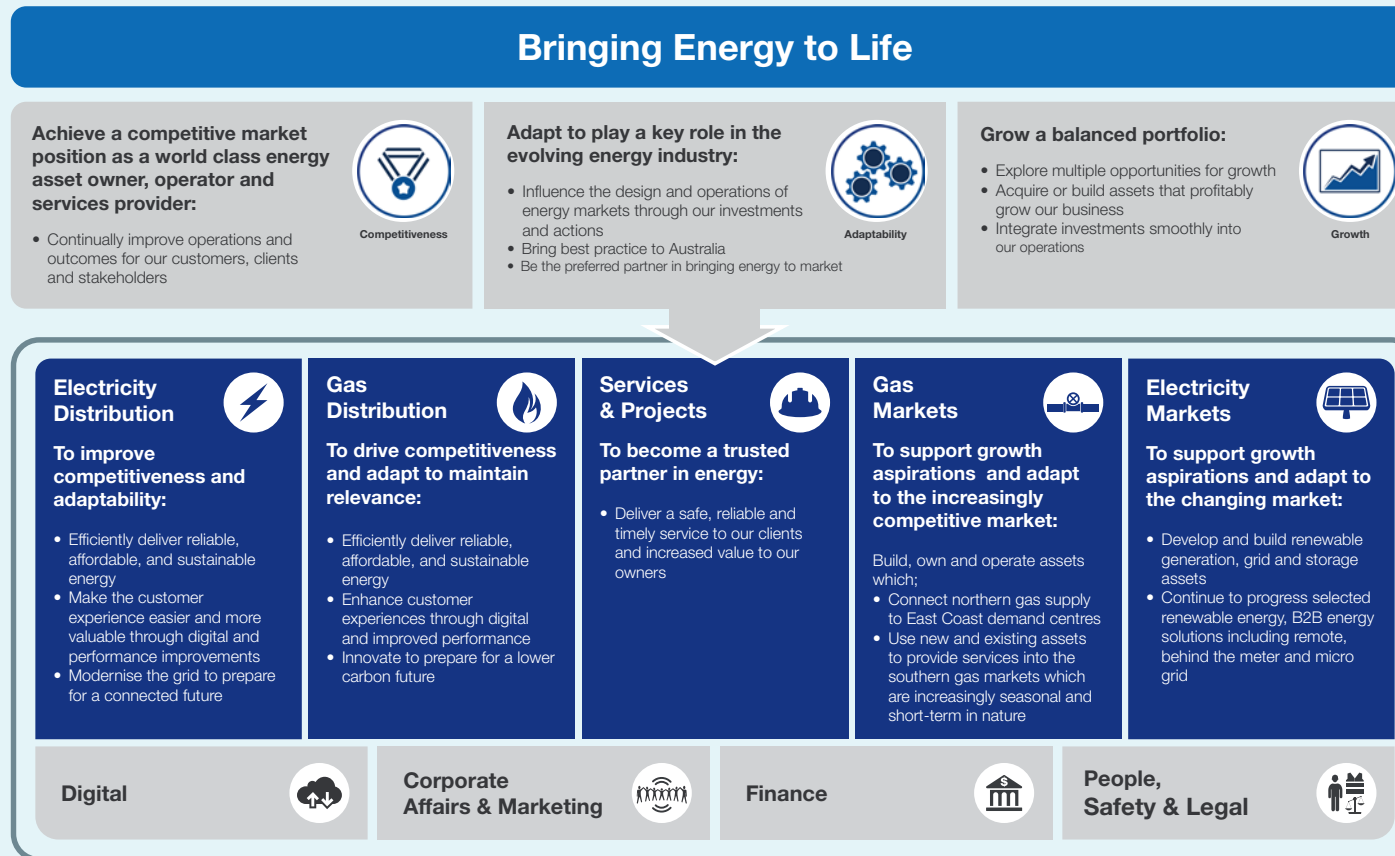 Bringing Energy to Life
Achieve a competitive market
position as a world class energy
asset owner, operator and
services provider:
• Continually improve operations and
outcomes for our customers, clients
and stakeholders
Competitiveness
Adapt to play a key role in the
evolving energy industry:
• Influence the design and operations of
energy markets through our investments
and actions
• Bring best practice to Australia
• Be the preferred partner in bringing energy to market
Adaptability
Grow a balanced portfolio:
• Explore multiple opportunities for growth
• Acquire or build assets that profitably
grow our business
• Integrate investments smoothly into
our operations
Growth
Electricity
Distribution
To improve
competitiveness and
adaptability:
• Efficiently deliver reliable,
affordable, and sustainable
energy
• Make the customer
experience easier and more
valuable through digital and
performance improvements
• Modernise the grid to prepare
for a connected future
Gas
Distribution
To drive competitiveness
and adapt to maintain
relevance:
• Efficiently deliver reliable,
affordable, and sustainable
energy
• Enhance customer
experiences through digital
and improved performance
• Innovate to prepare for a lower
carbon future
Services
& Projects
To become a trusted
partner in energy:
• Deliver a safe, reliable and
timely service to our clients
and increased value to our
owners
Gas
Markets
To support growth
aspirations and adapt
to the increasingly
competitive market:
Build, own and operate assets
which;
• Connect northern gas supply
to East Coast demand centres
• Use new and existing assets
to provide services into the
southern gas markets which
are increasingly seasonal and
short-term in nature
Electricity
Markets
To support growth
aspirations and adapt to
the changing market:
• Develop and build renewable
generation, grid and storage
assets
• Continue to progress selected
renewable energy, B2B energy
solutions including remote,
behind the meter and micro
grid
Digital
Corporate
Affairs & Marketing
Finance
$
People,
Safety & Legal